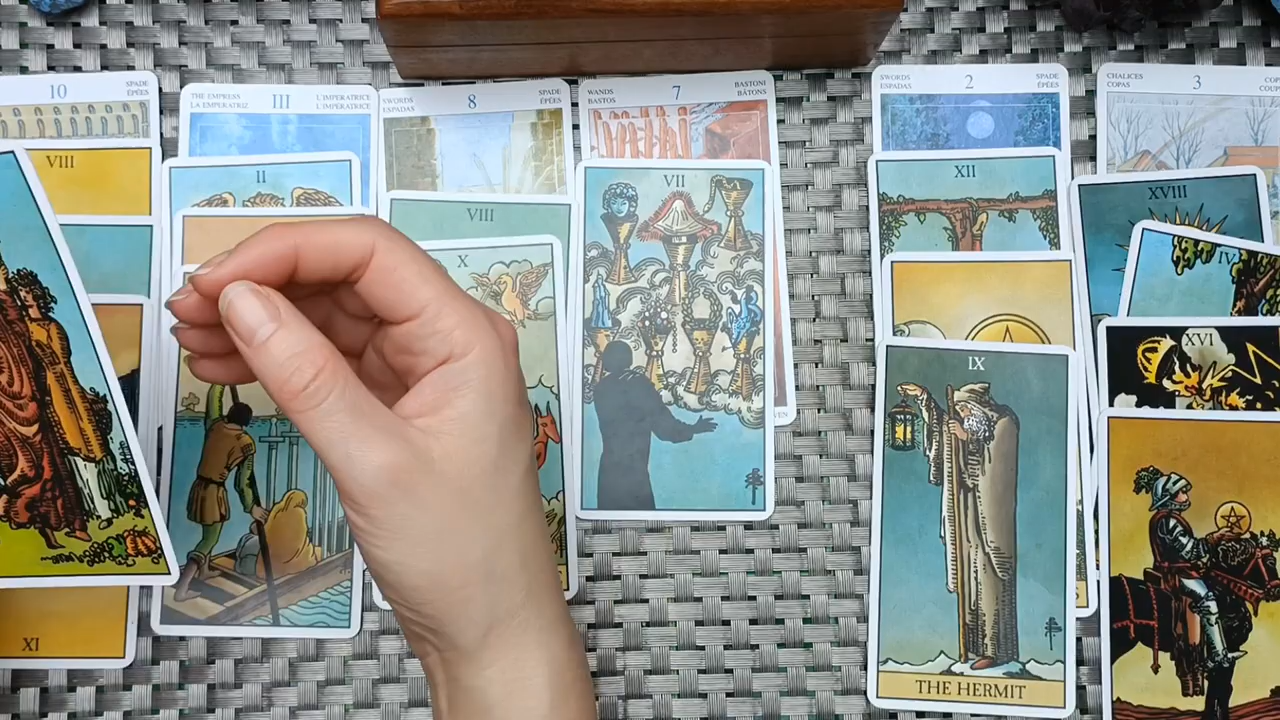 10
SPADE
ÉPÉES
VIII
XI
THE EMPRESS
LA EMPERATRIZ
III
L'IMPERATRICE
L'IMPÉRATRICE
II
SWORDS
ESPADAS
8
SPADE
ÉPÉES
VIII
X
WANDS
BASTOS
7
BASTONI
BÂTONS
VII
SWORDS
ESPADAS
2
SPADE
ÉPÉES
XII
IX
THE HERMIT
CHALICES
COPAS
3
XVIII
IV
XVI